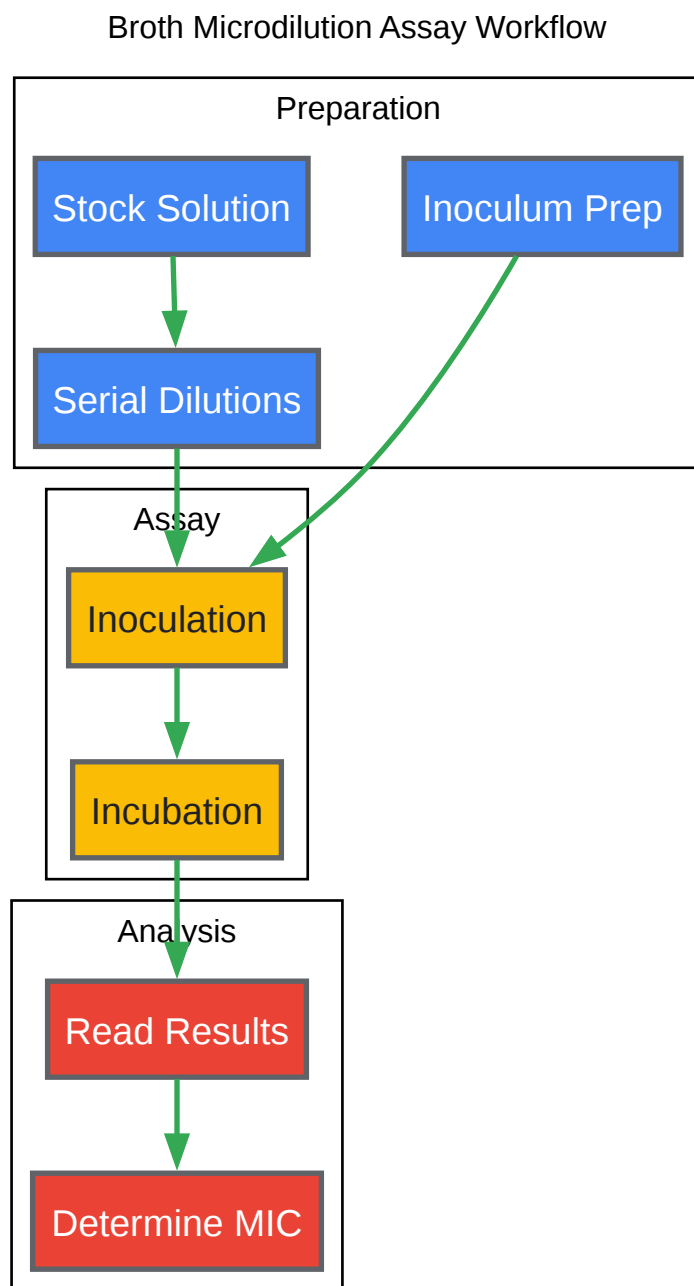 Broth Microdilution Assay Workflow
Preparation
Stock Solution
Inoculum Prep
Serial Dilutions
Assay
Inoculation
Incubation
Analysis
Read Results
Determine MIC